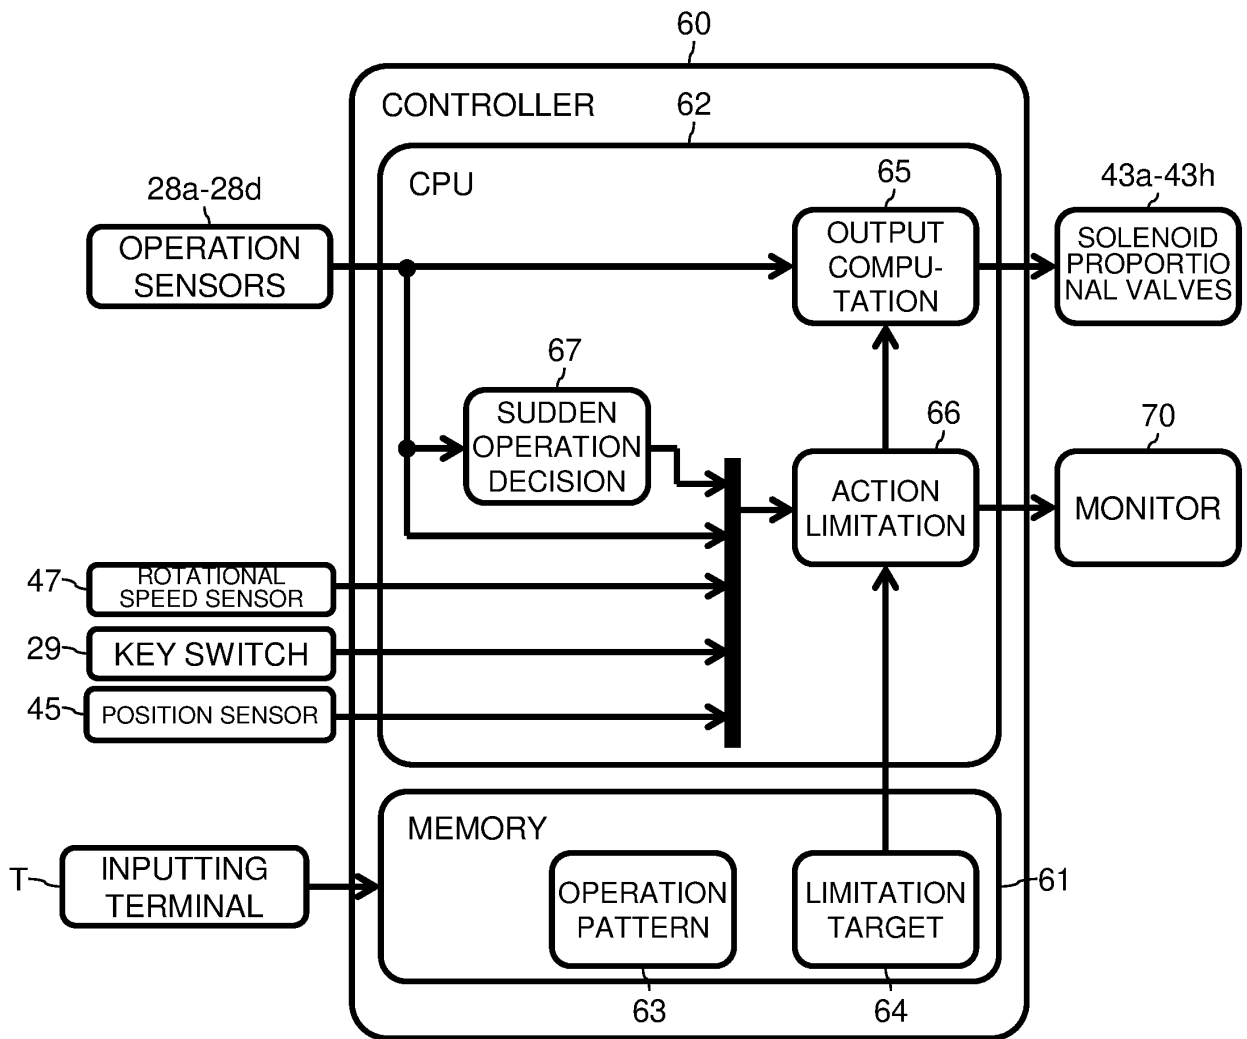 60
CONTROLLER
62
CPU
28a-28d
OPERATION
SENSORS
65
OUTPUT
COMPU-
TATION
43a-43h
SOLENOID
PROPORTIO
NAL VALVES
67
SUDDEN
OPERATION
DECISION
66
ACTION
LIMITATION
70
MONITOR
47
ROTATIONAL
SPEED SENSOR
29
KEY SWITCH
45
POSITION SENSOR
MEMORY
T
INPUTTING
TERMINAL
OPERATION
PATTERN
LIMITATION
TARGET
61
63
64